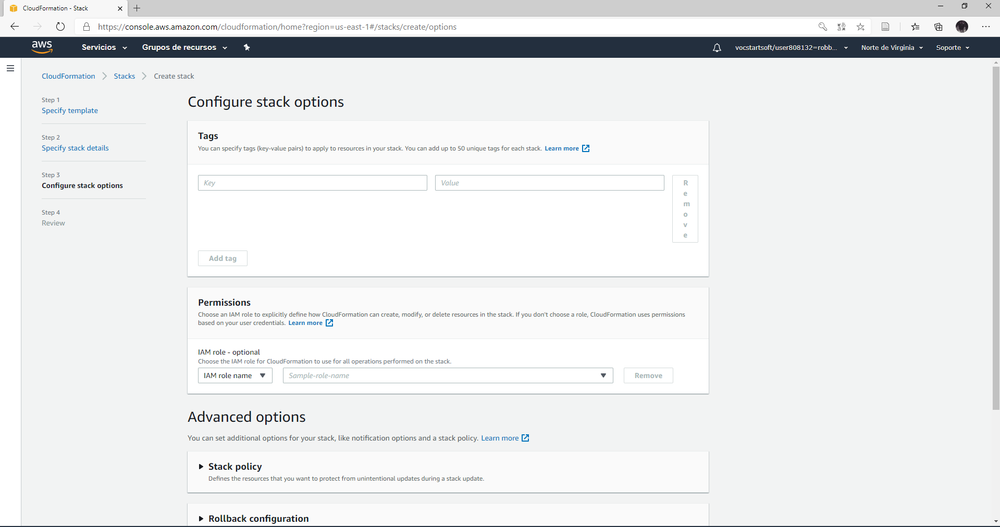 CloudFormation - Stack
https://console.aws.amazon.com/cloudformation/home?region=us-east-1#/stacks/create/options
aws Servicios Grupos de recursos vocstartsoft/user808132=robb... Norte de Virginia Soporte
CloudFormation Stacks Create stack
Step 1
Specify template
Step 2
Specify stack details
Step 3
Configure stack options
Step 4
Review
Configure stack options
Tags
You can specify tags (key-value pairs) to apply to resources in your stack. You can add up to 50 unique tags for each stack. Learn more
Key Value Remove
Add tag
Permissions
Choose an IAM role to explicitly define how CloudFormation can create, modify, or delete resources in the stack. If you don't choose a role, CloudFormation uses permissions
based on your user credentials. Learn more
IAM role - optional
Choose the IAM role for CloudFormation to use for all operations performed on the stack.
IAM role name Sample-role-name Remove
Advanced options
You can set additional options for your stack, like notification options and a stack policy. Learn more
Stack policy
Defines the resources that you want to protect from unintentional updates during a stack update.
Rollback configuration